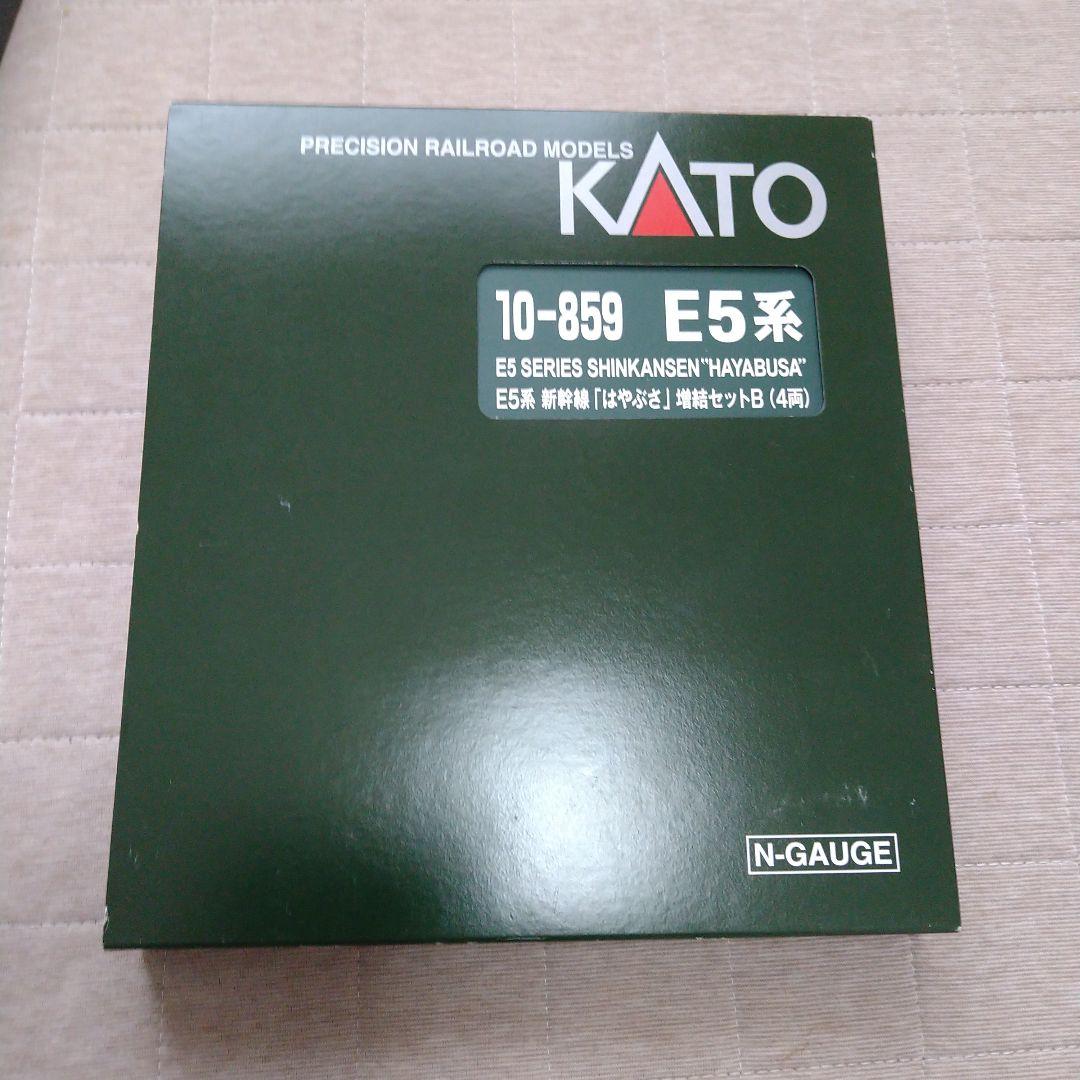 PRECISION RAILROAD MODELS
KATO
10-859 E5系
E5 SERIES SHINKANSEN "HAYABUSA"
E5系 新幹線「はやぶさ」増結セットB(4両)
N-GAUGE